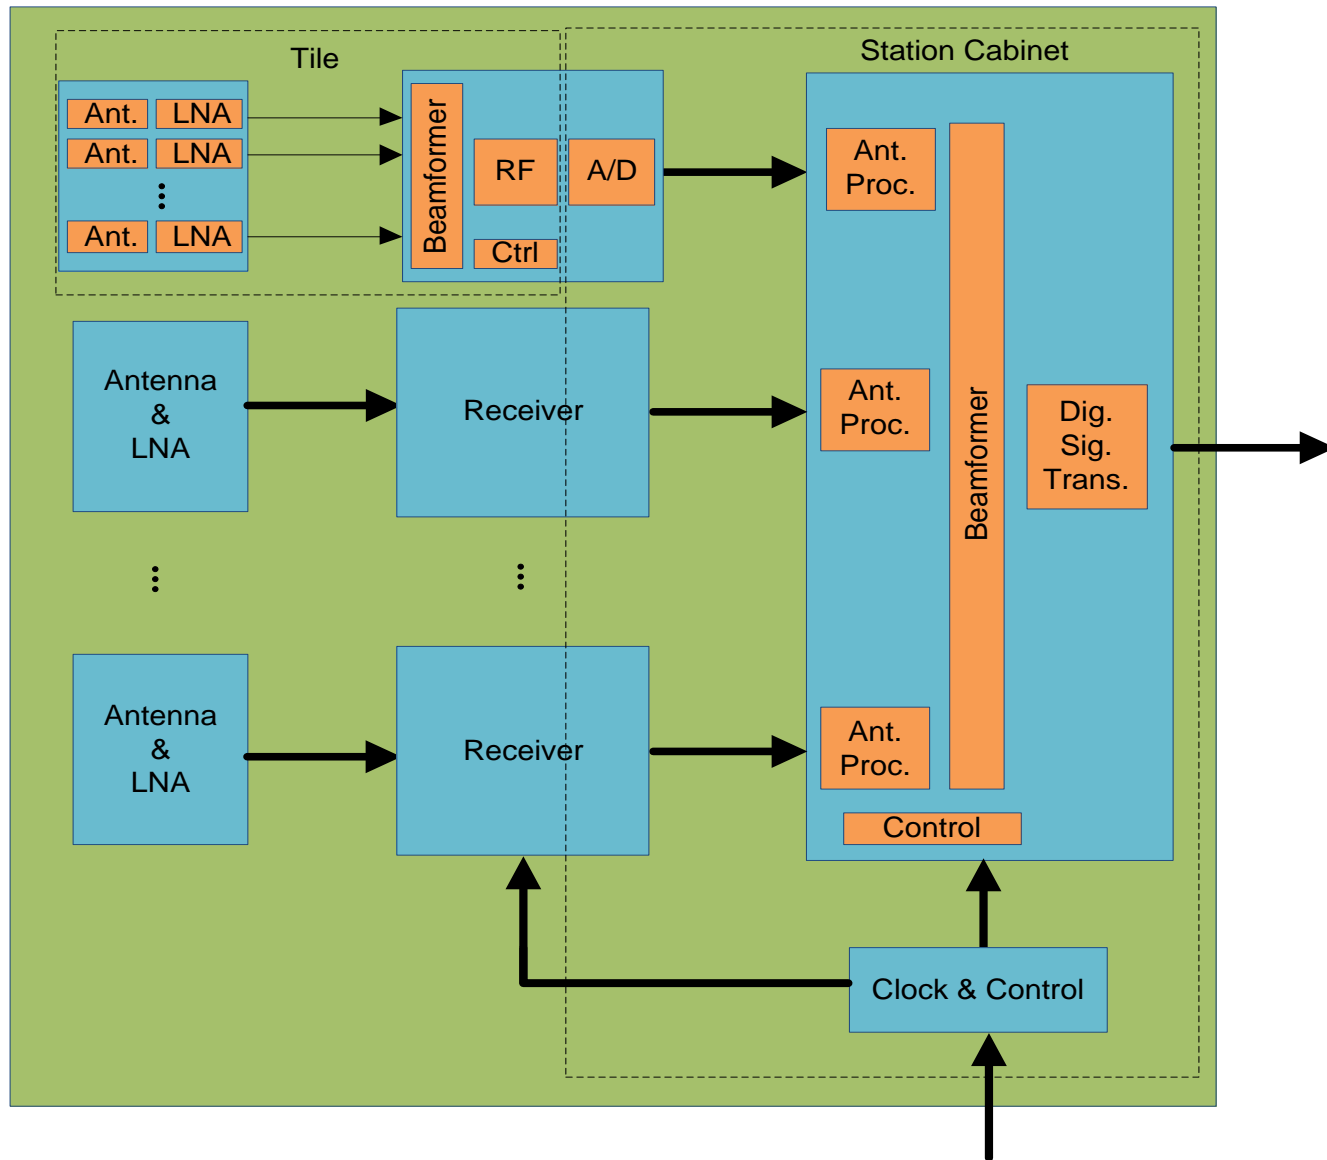 Tile
Station Cabinet
Ant. LNA
Ant. LNA
Ant. LNA
Beamformer
RF
Ctrl
A/D
Ant.
Proc.
Antenna
&
LNA
Receiver
Ant.
Proc.
Beamformer
Dig.
Sig.
Trans.
Antenna
&
LNA
Receiver
Ant.
Proc.
Control
Clock & Control